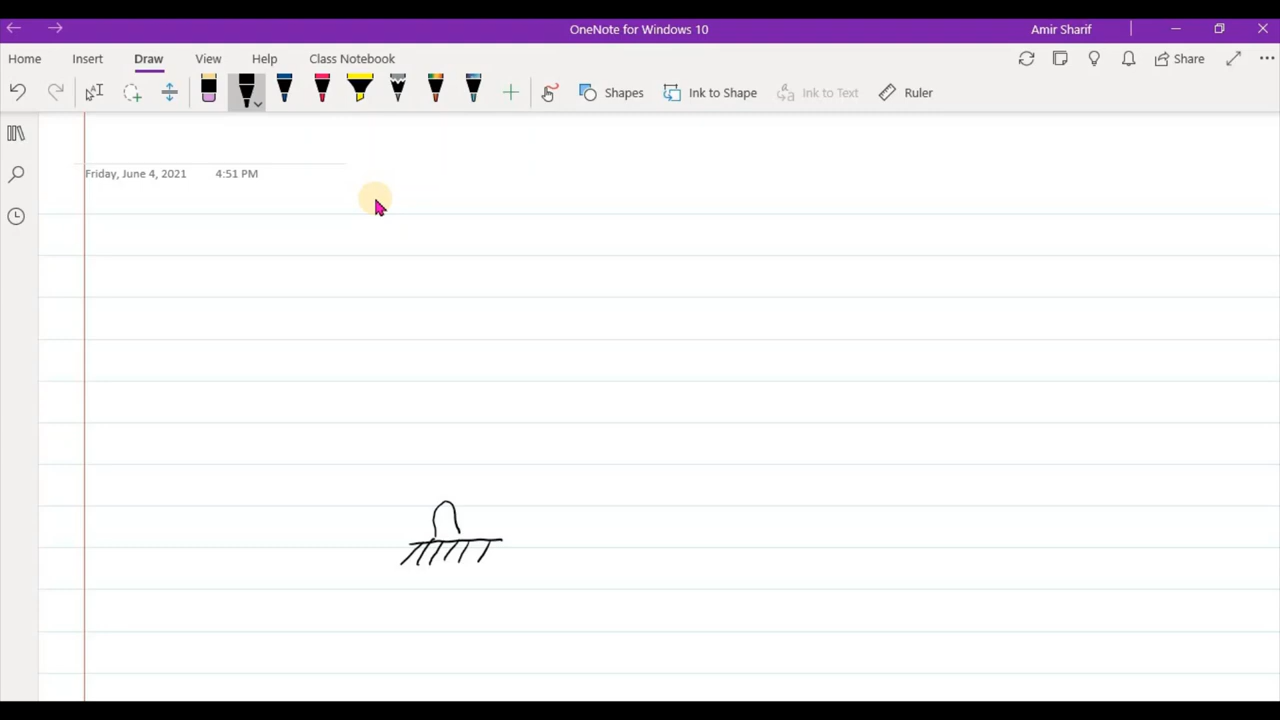 OneNote for Windows 10
Amir Sharif
Home Insert Draw View Help Class Notebook
Share
Shapes Ink to Shape Ink to Text Ruler
Friday, June 4, 2021 4:51 PM